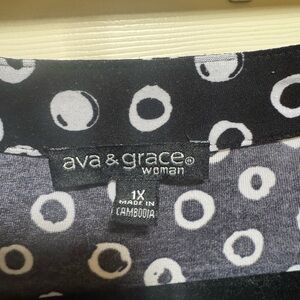 ava & grace®
woman
1X
MADE IN
CAMBODIA